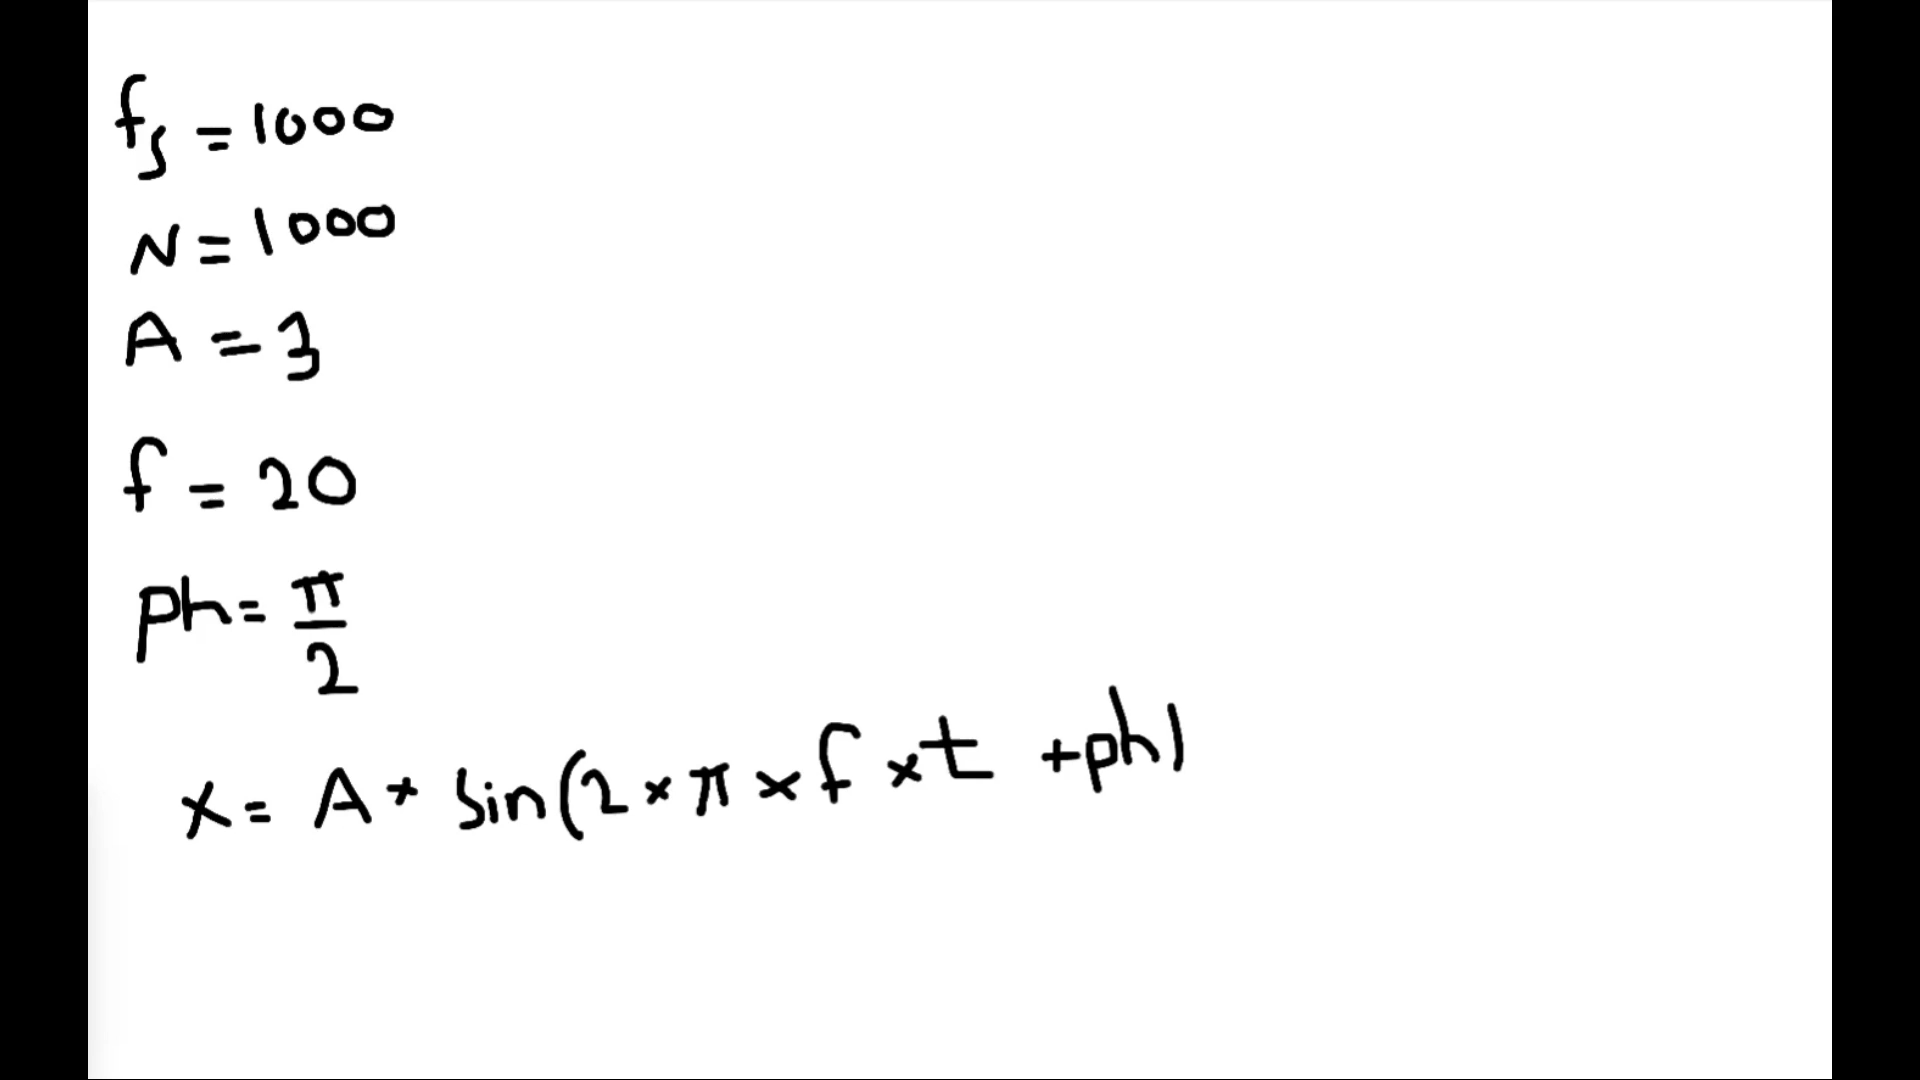 fs = 1000
N = 1000
A = 3
f = 20
ph = π/2
x = A * sin(2 * π * f * t + ph)